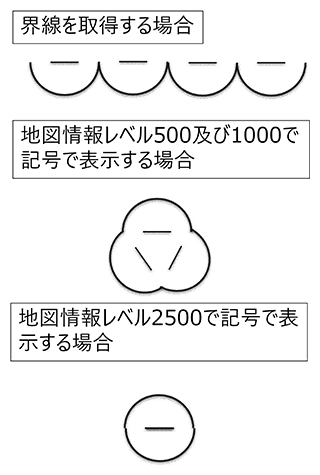 界線を取得する場合
地図情報レベル500及び1000で
記号で表示する場合
地図情報レベル2500で記号で表
示する場合